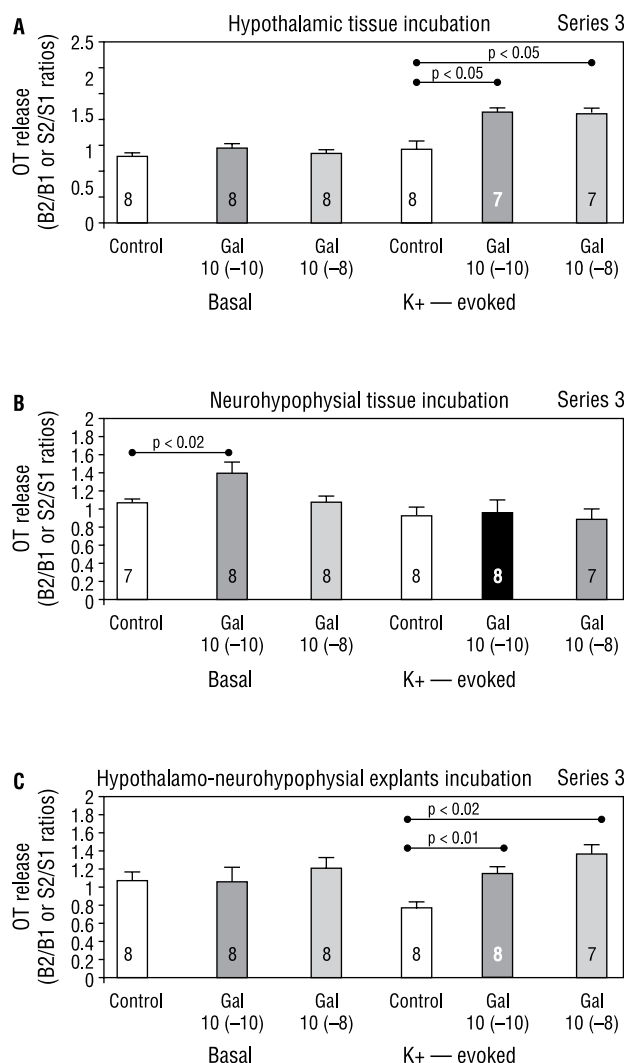 A Hypothalamic tissue incubation Series 3
OT release
(B2/B1 or S2/S1 ratios)
2.5
2
1.5
1
0.5
0
p < 0.05
p < 0.05
8 8 8 8 7 7
Control Gal Gal Control Gal Gal
10 (–10) 10 (–8) 10 (–10) 10 (–8)
Basal K+ — evoked
B Neurohypophysial tissue incubation Series 3
OT release
(B2/B1 or S2/S1 ratios)
2
1.8
1.6
1.4
1.2
1
0.8
0.6
0.4
0.2
0
p < 0.02
7 8 8 8 8 7
Control Gal Gal Control Gal Gal
10 (–10) 10 (–8) 10 (–10) 10 (–8)
Basal K+ — evoked
C Hypothalamo-neurohypophysial explants incubation Series 3
OT release
(B2/B1 or S2/S1 ratios)
2
1.8
1.6
1.4
1.2
1
0.8
0.6
0.4
0.2
0
p < 0.02
p < 0.01
8 8 8 8 8 7
Control Gal Gal Control Gal Gal
10 (–10) 10 (–8) 10 (–10) 10 (–8)
Basal K+ — evoked